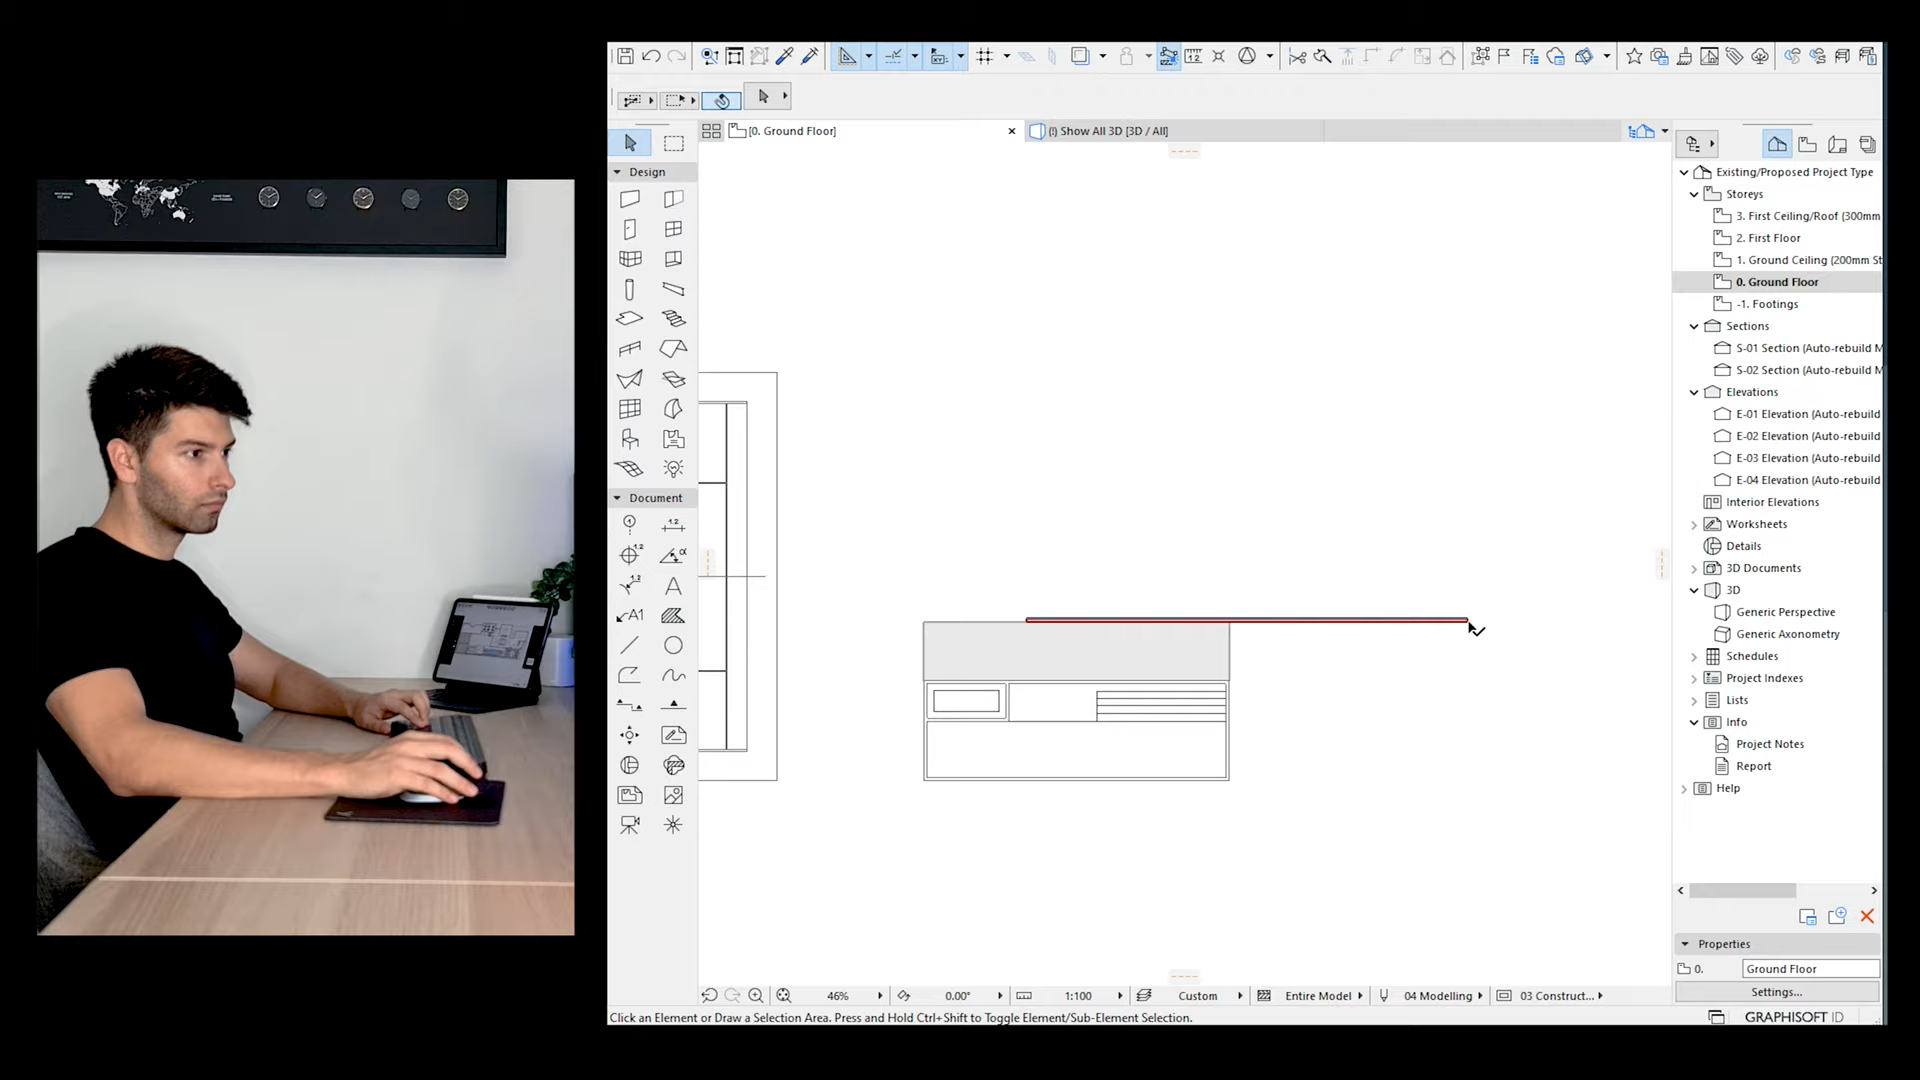 [0. Ground Floor]
(!) Show All 3D [3D / All]
Design
Document
Existing/Proposed Project Type
Storeys
3. First Ceiling/Roof (300mm
2. First Floor
1. Ground Ceiling (200mm St
0. Ground Floor
-1. Footings
Sections
S-01 Section (Auto-rebuild M
S-02 Section (Auto-rebuild M
Elevations
E-01 Elevation (Auto-rebuild
E-02 Elevation (Auto-rebuild
E-03 Elevation (Auto-rebuild
E-04 Elevation (Auto-rebuild
Interior Elevations
Worksheets
Details
3D Documents
3D
Generic Perspective
Generic Axonometry
Schedules
Project Indexes
Lists
Info
Project Notes
Report
Help
Properties
0. Ground Floor
Settings...
46% 0.00° 1:100 Custom Entire Model 04 Modelling 03 Construct...
Click an Element or Draw a Selection Area. Press and Hold Ctrl+Shift to Toggle Element/Sub-Element Selection.
GRAPHISOFT ID